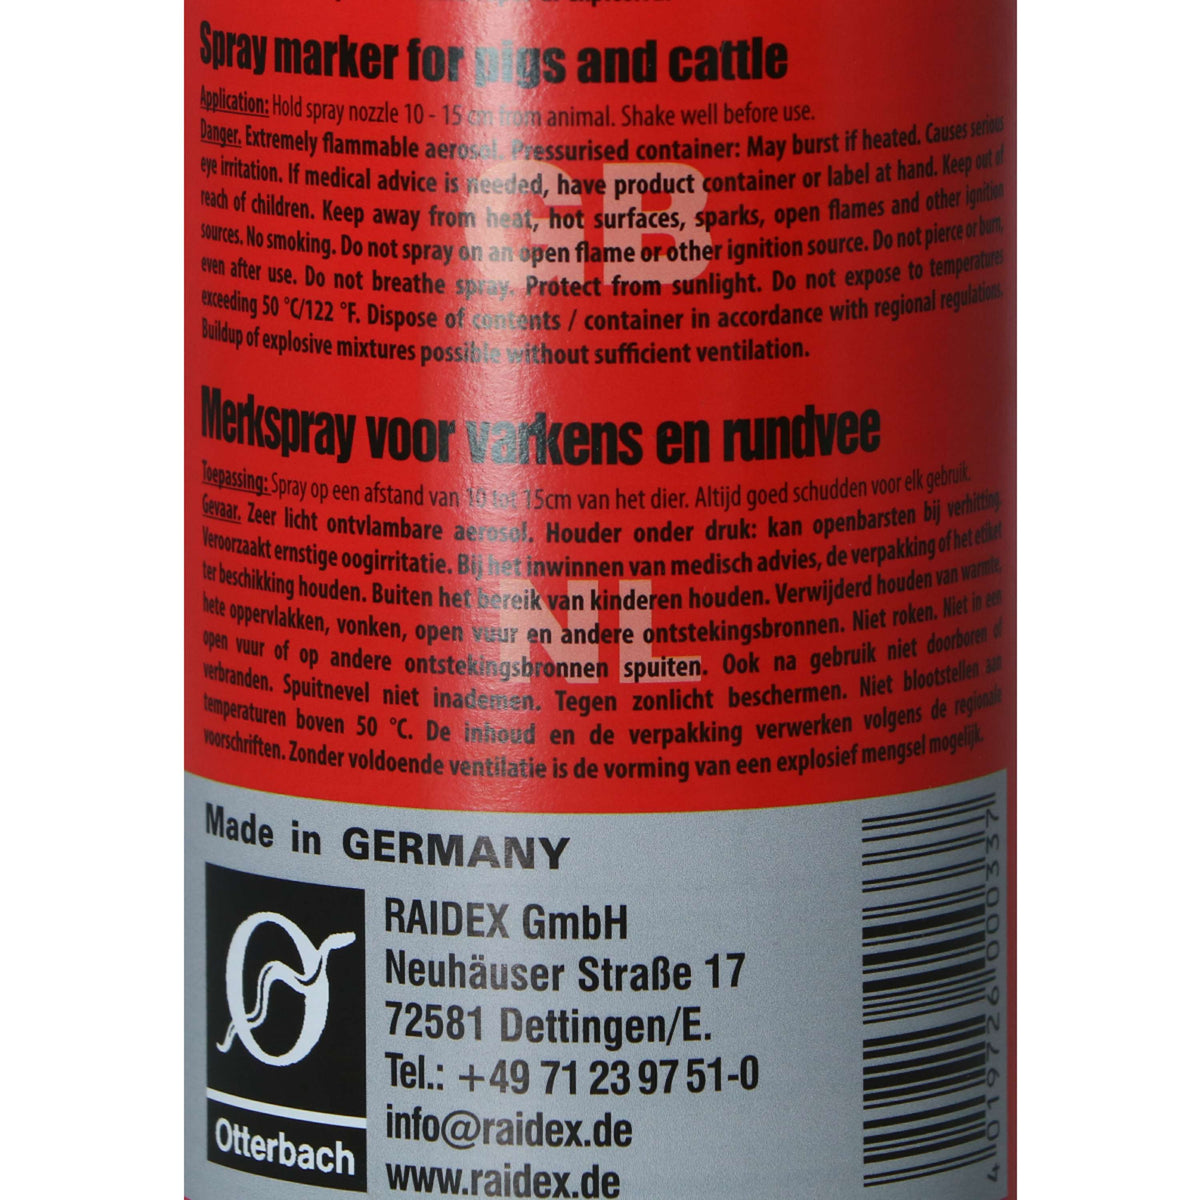 Spray marker for pigs and cattle
Application: Hold spray nozzle 10 - 15 cm from animal. Shake well before use.
Danger. Extremely flammable aerosol. Pressurised container: May burst if heated. Causes serious
eye irritation. If medical advice is needed, have product container or label at hand. Keep out of
reach of children. Keep away from heat, hot surfaces, sparks, open flames and other ignition
sources. No smoking. Do not spray on an open flame or other ignition source. Do not pierce or burn,
even after use. Do not breathe spray. Protect from sunlight. Do not expose to temperatures
exceeding 50 °C/122 °F. Dispose of contents / container in accordance with regional regulations.
Buildup of explosive mixtures possible without sufficient ventilation.
GB
Merkspray voor varkens en rundvee
Toepassing: Spray op een afstand van 10 tot 15cm van het dier. Altijd goed schudden voor elk gebruik.
Gevaar. Zeer licht ontvlambare aerosol. Houder onder druk: kan openbarsten bij verhitting.
Veroorzaakt ernstige oogirritatie. Bij het inwinnen van medisch advies, de verpakking of het etiket
ter beschikking houden. Buiten het bereik van kinderen houden. Verwijderd houden van warmte,
hete oppervlakken, vonken, open vuur en andere ontstekingsbronnen. Niet roken. Niet in een
open vuur of op andere ontstekingsbronnen spuiten. Ook na gebruik niet doorboren of
verbranden. Spuitnevel niet inademen. Tegen zonlicht beschermen. Niet blootstellen aan
temperaturen boven 50 °C. De inhoud en de verpakking verwerken volgens de regionale
voorschriften. Zonder voldoende ventilatie is de vorming van een explosief mengsel mogelijk.
NL
Made in GERMANY
RAIDEX GmbH
Neuhäuser Straße 17
72581 Dettingen/E.
Tel.: +49 71 23 97 51-0
info@raidex.de
www.raidex.de
Otterbach
4 019726 000337